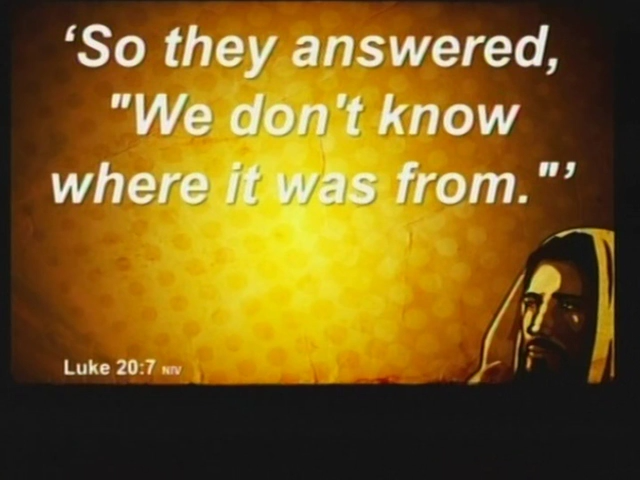 ‘So they answered,
"We don't know
where it was from."’
Luke 20:7 NIV